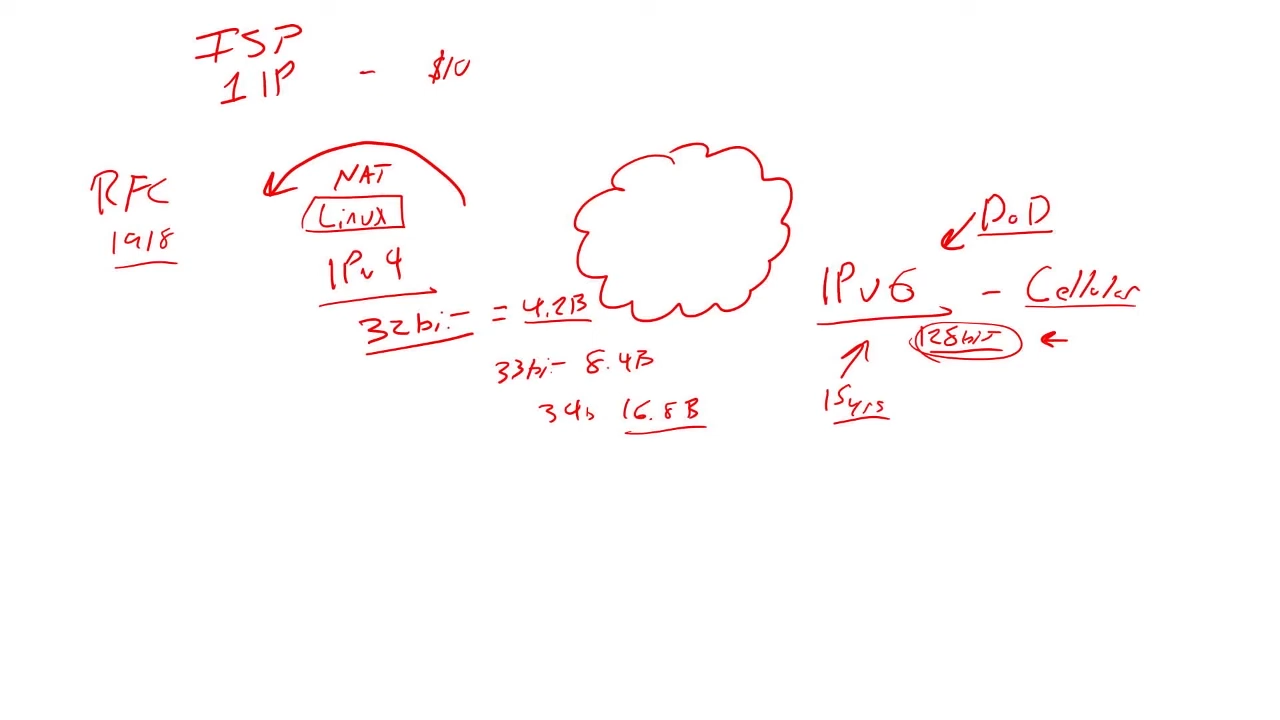 ISP
1 IP - $10
NAT
Linux
RFC
1918
IPv4
32bit = 4.2B
33bit 8.4B
34b 16.8B
DoD
IPv6 - Cellular
128bit
15yrs